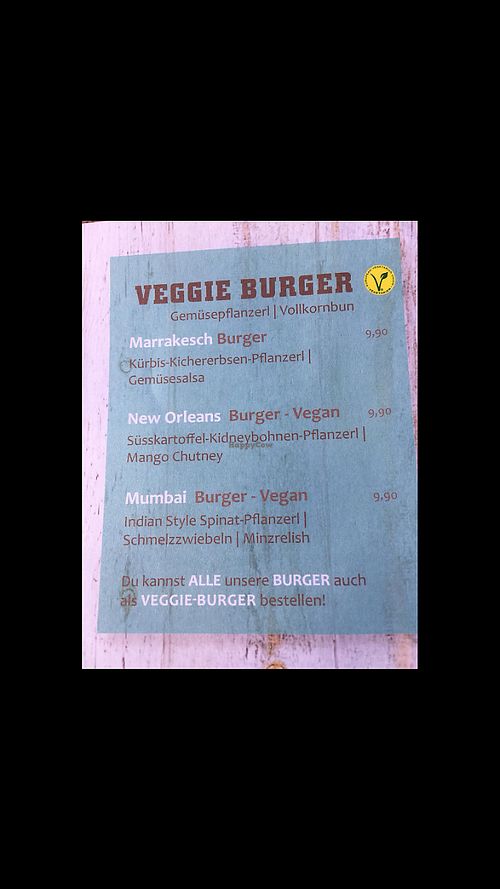 VEGGIE BURGER
Gemüsepflanzerl | Vollkornbun
Marrakesch Burger 9,90
Kürbis-Kichererbsen-Pflanzerl |
Gemüsesalsa
New Orleans Burger - Vegan 9,90
Süsskartoffel-Kidneybohnen-Pflanzerl |
HappyCow
Mango Chutney
Mumbai Burger - Vegan 9,90
Indian Style Spinat-Pflanzerl |
Schmelzzwiebeln | Minzrelish
Du kannst ALLE unsere BURGER auch
als VEGGIE-BURGER bestellen!